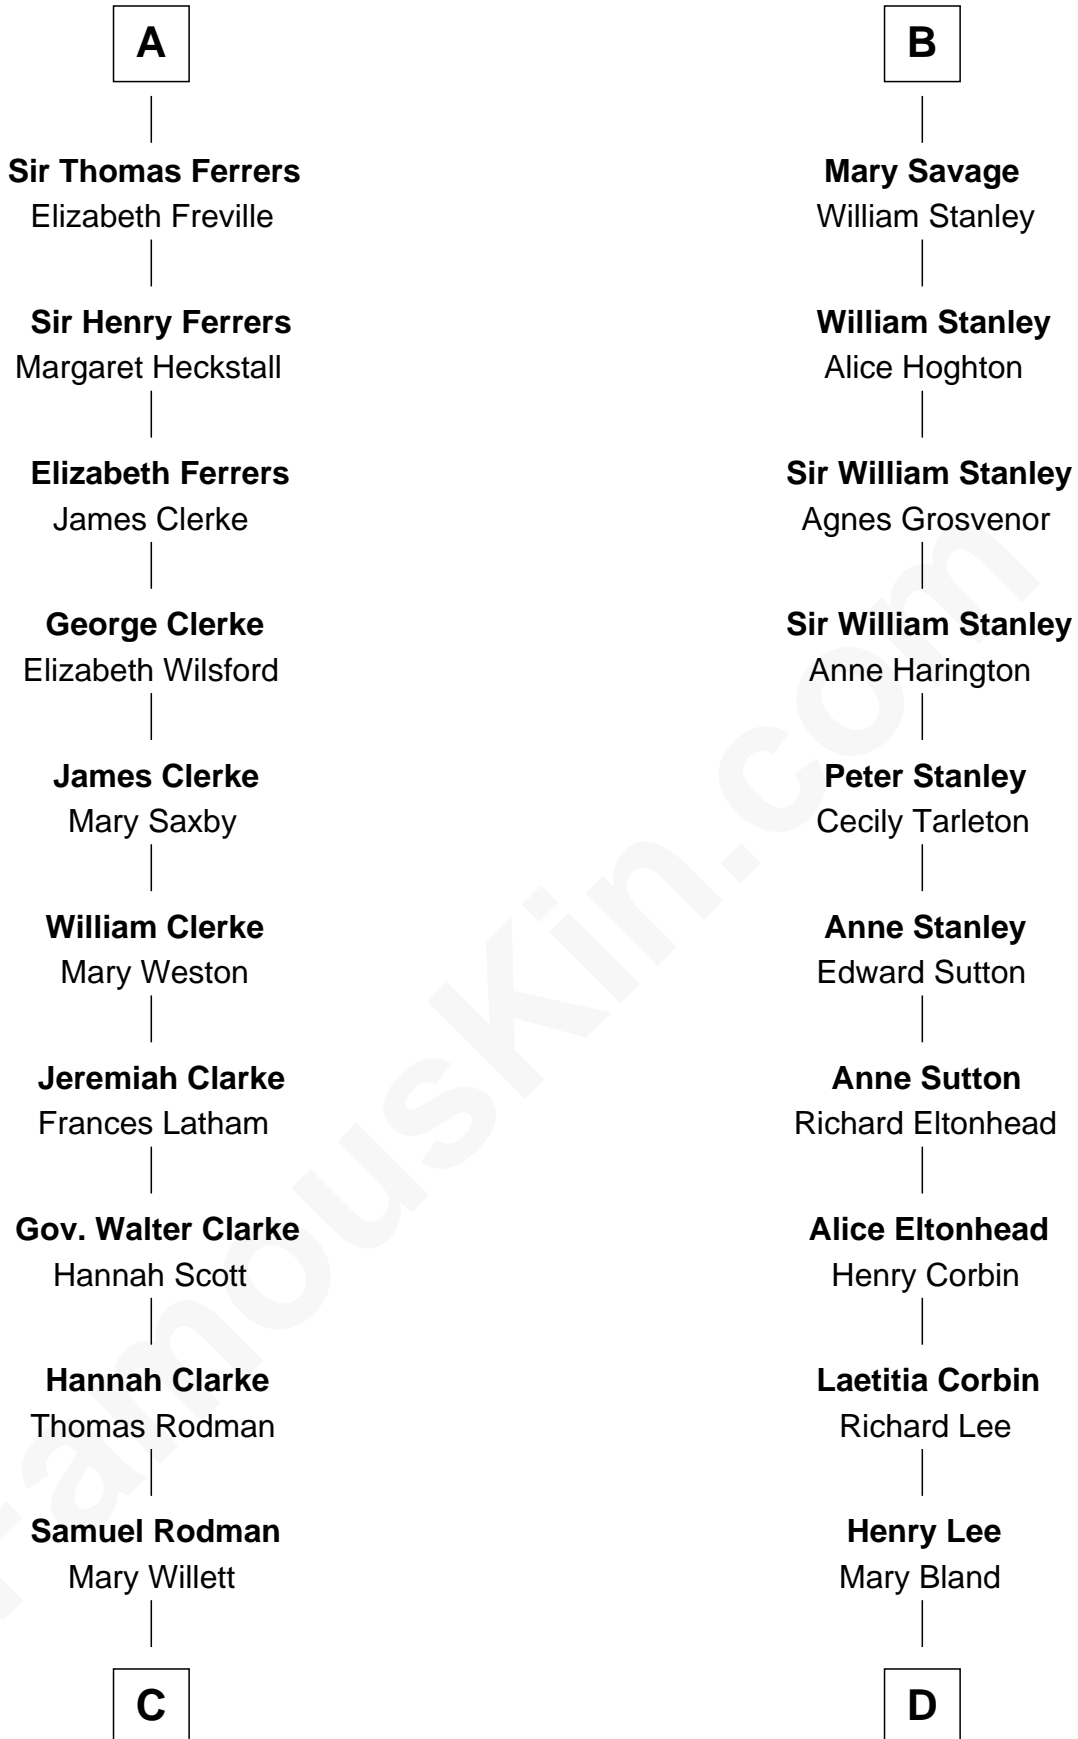 A
Sir Thomas Ferrers
Elizabeth Freville
Sir Henry Ferrers
Margaret Heckstall
Elizabeth Ferrers
James Clerke
George Clerke
Elizabeth Wilsford
James Clerke
Mary Saxby
William Clerke
Mary Weston
Jeremiah Clarke
Frances Latham
Gov. Walter Clarke
Hannah Scott
Hannah Clarke
Thomas Rodman
Samuel Rodman
Mary Willett
C
B
Mary Savage
William Stanley
William Stanley
Alice Hoghton
Sir William Stanley
Agnes Grosvenor
Sir William Stanley
Anne Harington
Peter Stanley
Cecily Tarleton
Anne Stanley
Edward Sutton
Anne Sutton
Richard Eltonhead
Alice Eltonhead
Henry Corbin
Laetitia Corbin
Richard Lee
Henry Lee
Mary Bland
D
FamousKin.com